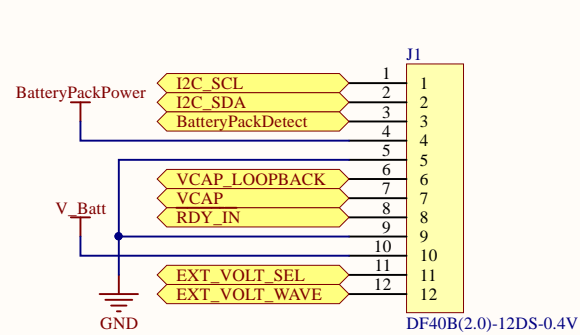 J1
BatteryPackPower
1 I2C_SCL 1
2 I2C_SDA 2
3 BatteryPackDetect 3
4 4
5 5
6 VCAP_LOOPBACK 6
7 VCAP 7
V_Batt
8 RDY_IN 8
9 9
10 10
11 EXT_VOLT_SEL 11
12 EXT_VOLT_WAVE 12
GND
DF40B(2.0)-12DS-0.4V